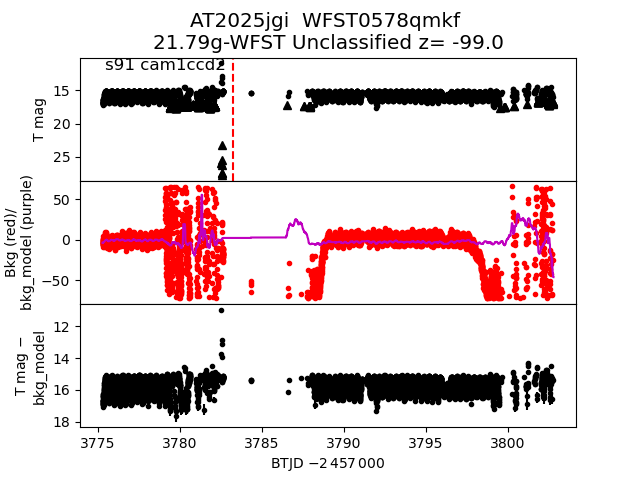 AT2025jgi  WFST0578qmkf
21.79g-WFST Unclassified z= -99.0
s91 cam1ccd2
15
20
25
T mag
50
0
−50
Bkg (red)/
bkg_model (purple)
12
14
16
18
T mag −
bkg_model
3775 3780 3785 3790 3795 3800
BTJD −2 457 000